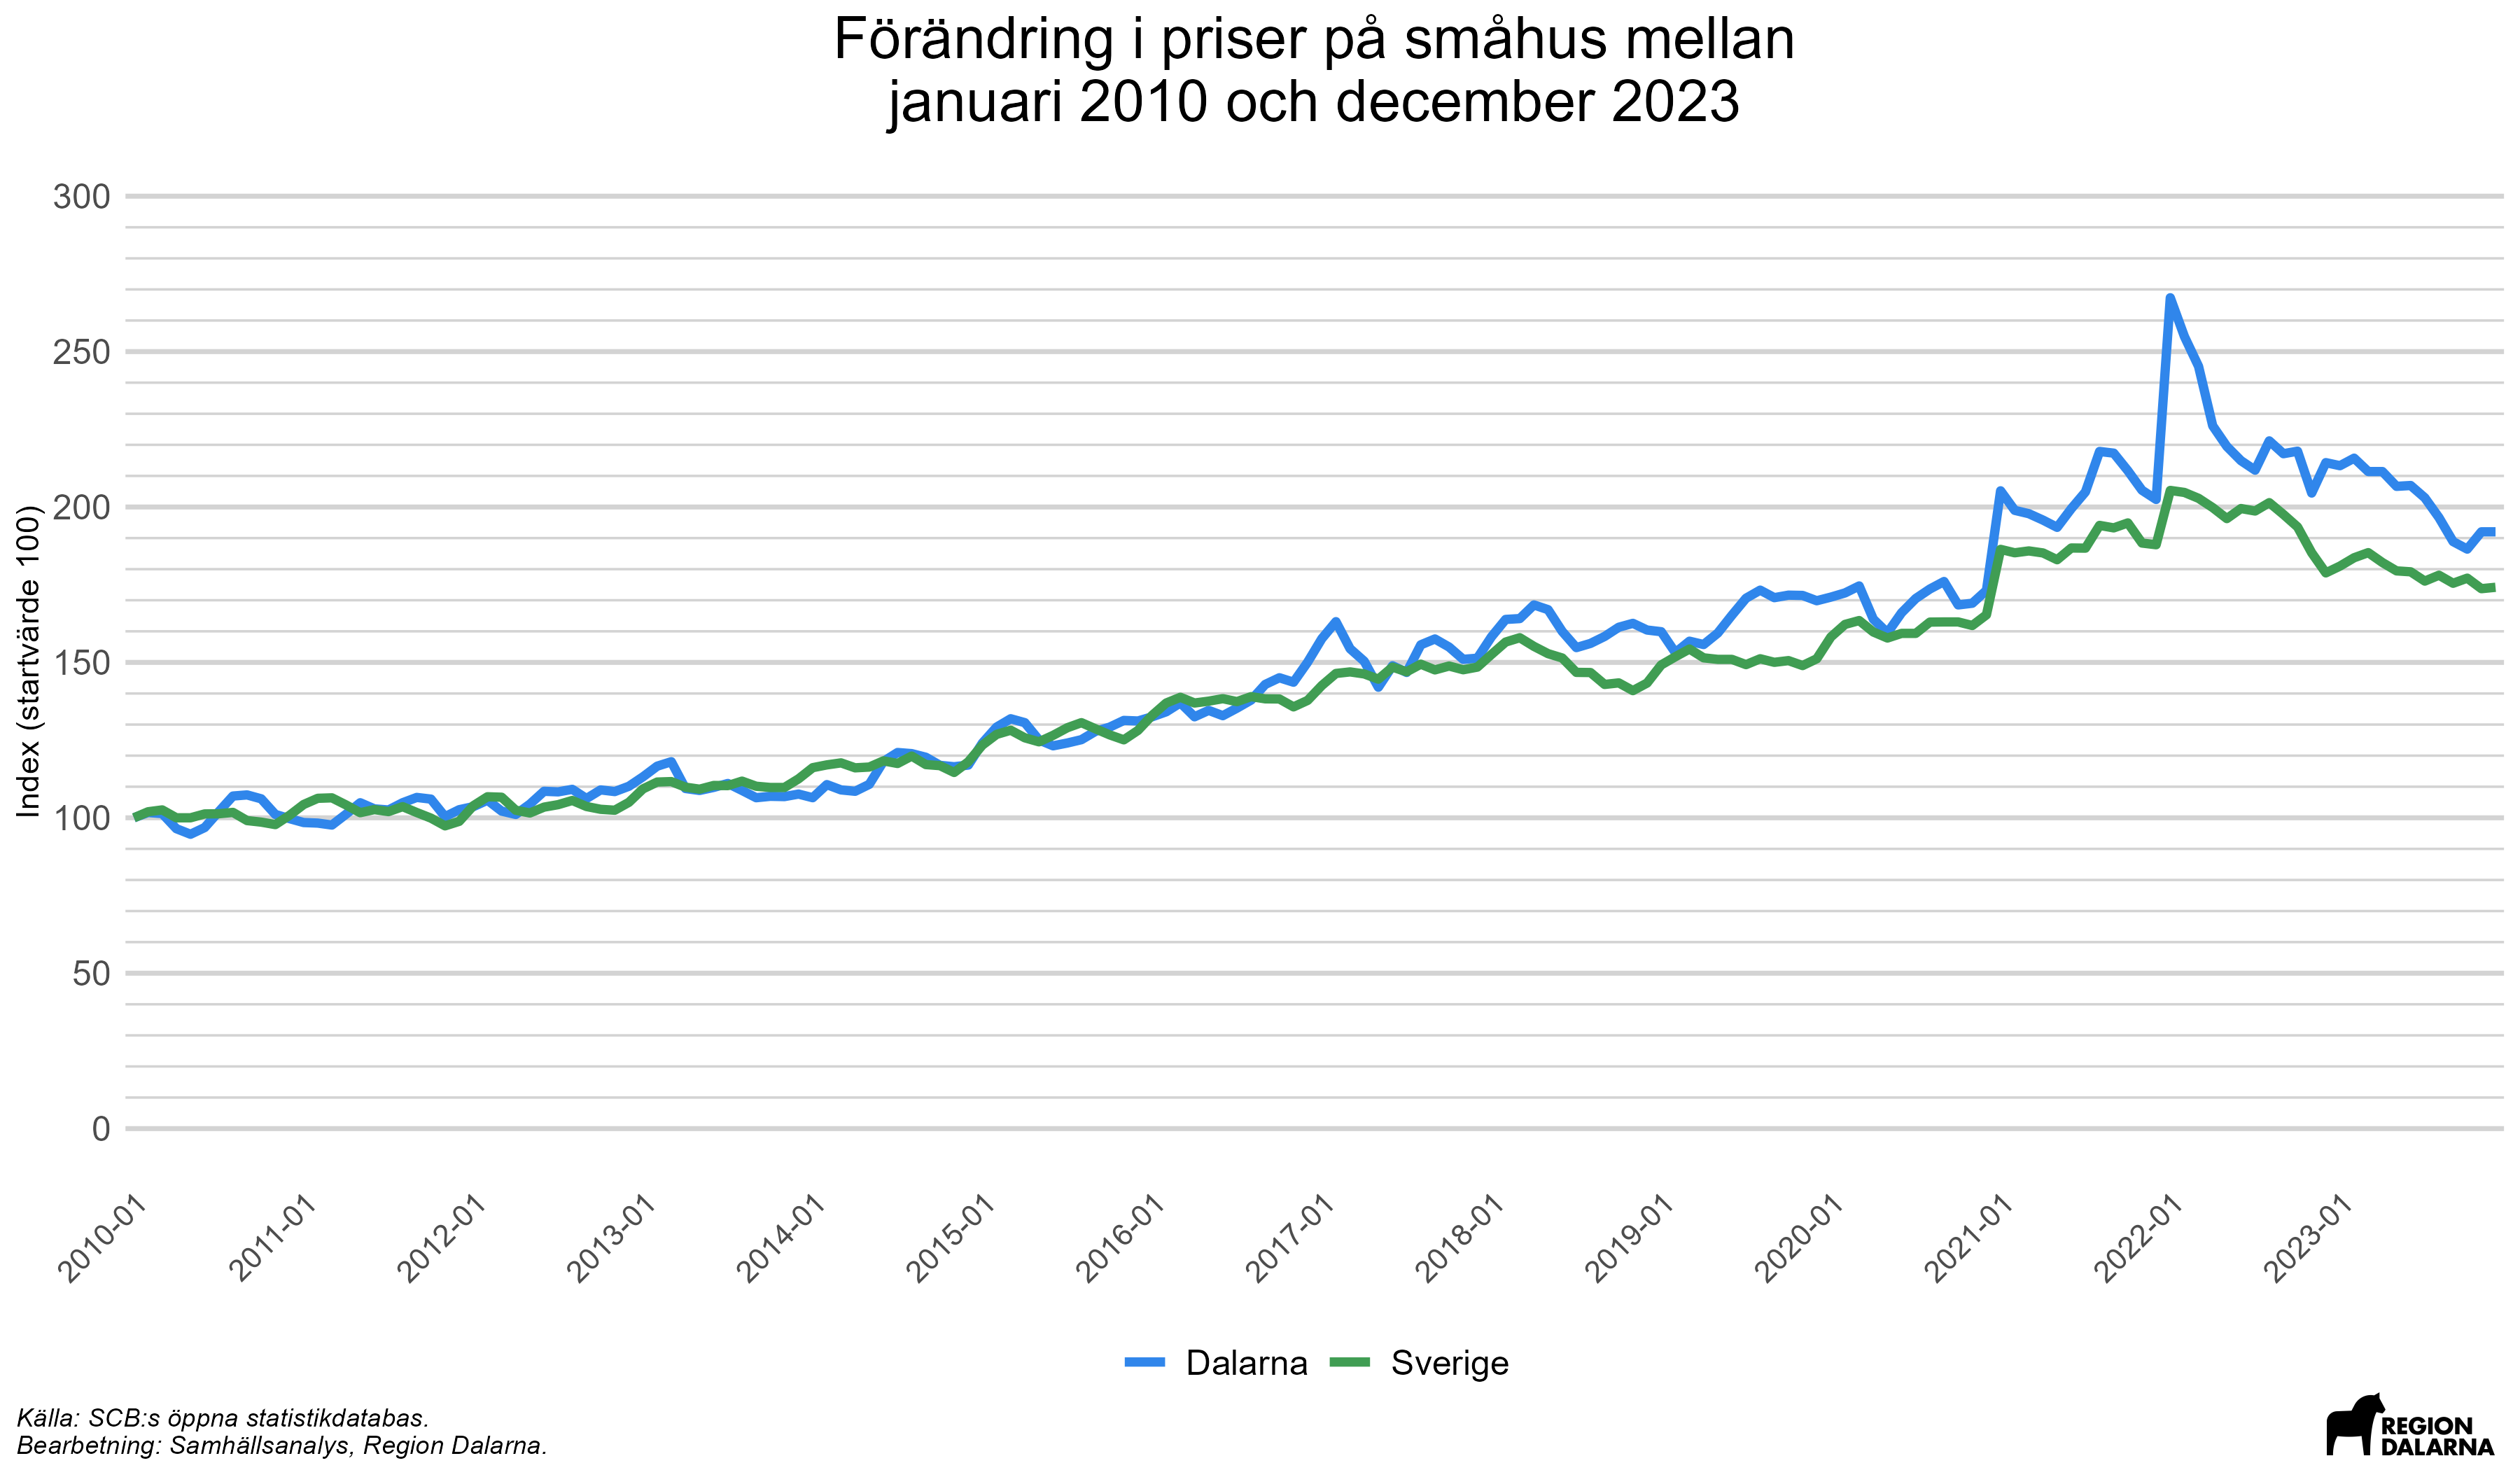 Förändring i priser på småhus mellan
januari 2010 och december 2023
Index (startvärde 100)
300
250
200
150
100
50
0
2010-01
2011-01
2012-01
2013-01
2014-01
2015-01
2016-01
2017-01
2018-01
2019-01
2020-01
2021-01
2022-01
2023-01
Dalarna
Sverige
Källa: SCB:s öppna statistikdatabas.
Bearbetning: Samhällsanalys, Region Dalarna.
REGION
DALARNA